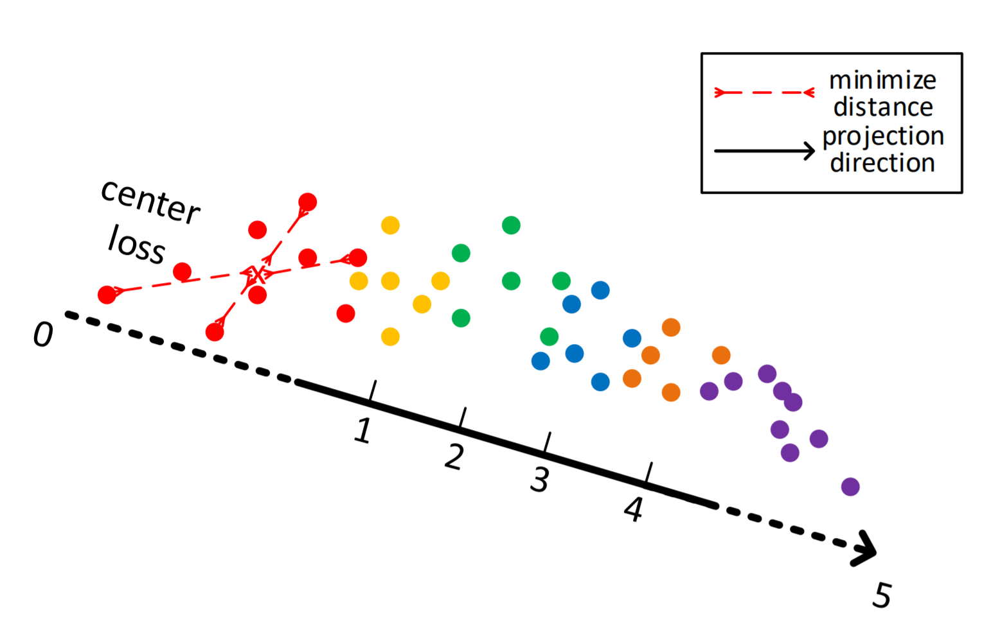 minimize
distance
projection
direction
center
loss
x
0
1
2
3
4
5